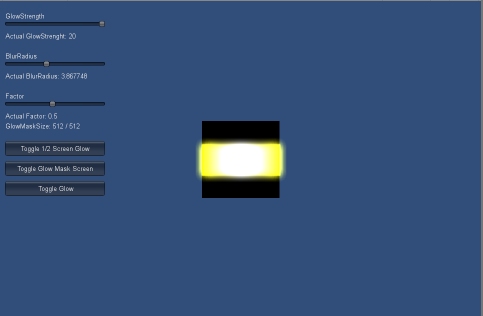 GlowStrength
Actual GlowStrenght: 20
BlurRadius
Actual BlurRadius: 3.867748
Factor
Actual Factor: 0.5
GlowMaskSize: 512 / 512
Toggle 1/2 Screen Glow
Toggle Glow Mask Screen
Toggle Glow